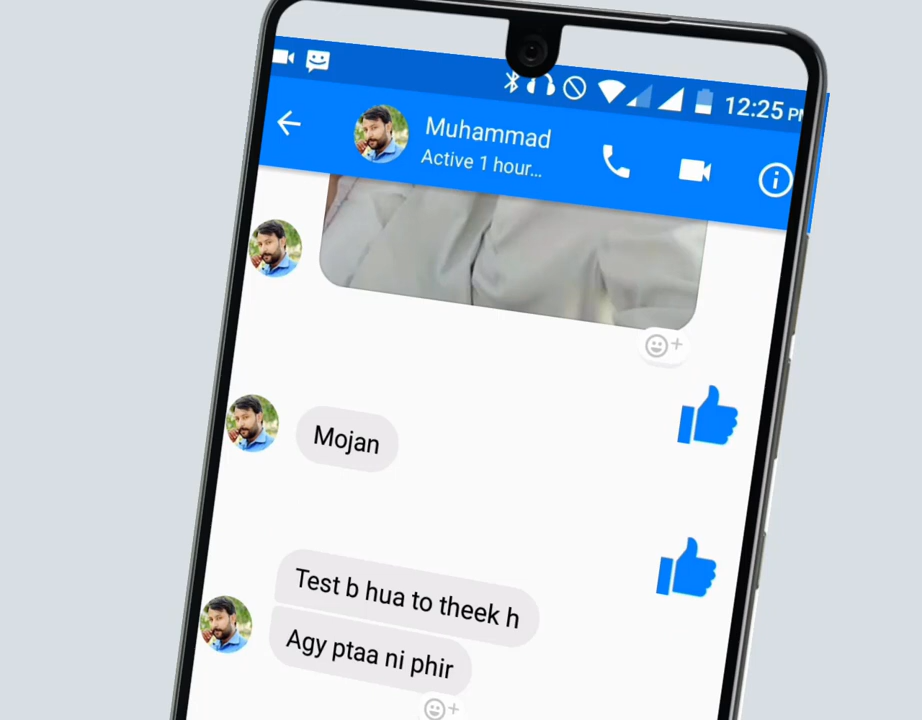 12:25 PM
Muhammad
Active 1 hour...
Mojan
Test b hua to theek h
Agy ptaa ni phir